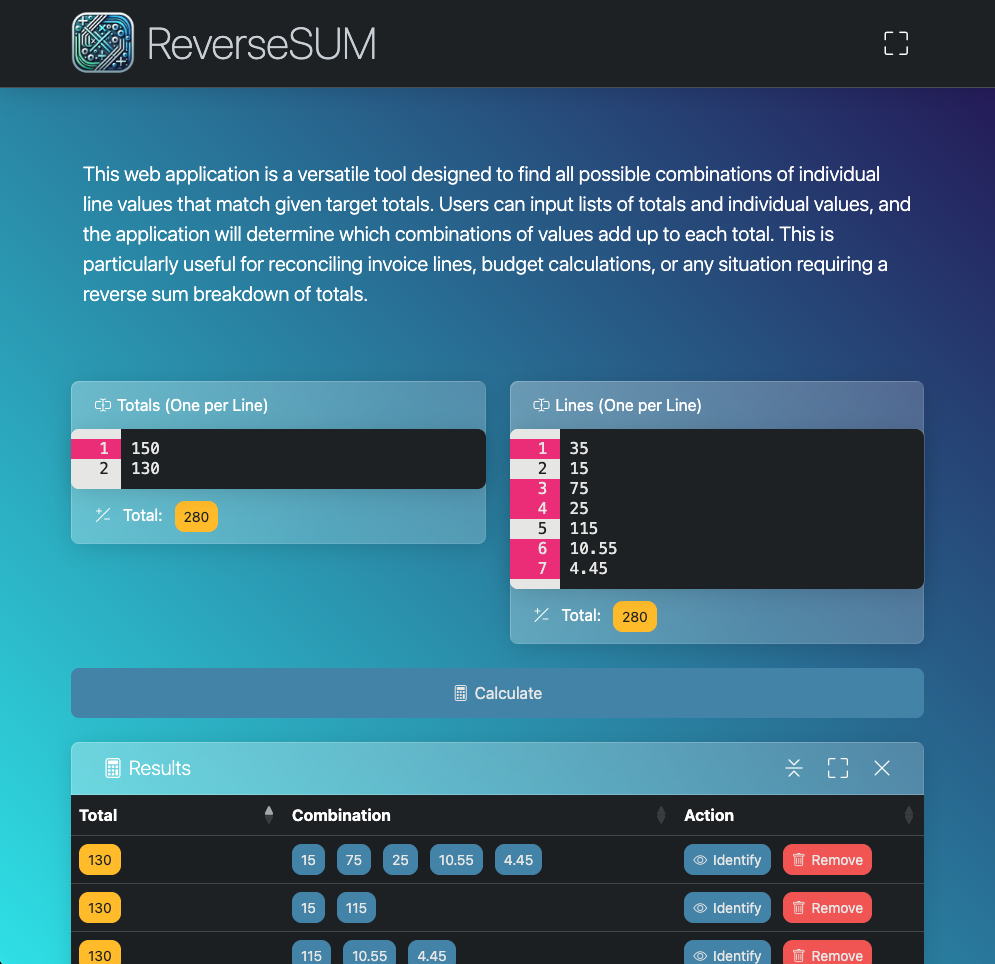 ReverseSUM
This web application is a versatile tool designed to find all possible combinations of individual
line values that match given target totals. Users can input lists of totals and individual values, and
the application will determine which combinations of values add up to each total. This is
particularly useful for reconciling invoice lines, budget calculations, or any situation requiring a
reverse sum breakdown of totals.
Totals (One per Line)
1 150
2 130
Total: 280
Lines (One per Line)
1 35
2 15
3 75
4 25
5 115
6 10.55
7 4.45
Total: 280
Calculate
Results
Total Combination Action
130 15 75 25 10.55 4.45 Identify Remove
130 15 115 Identify Remove
130 115 10.55 4.45 Identify Remove